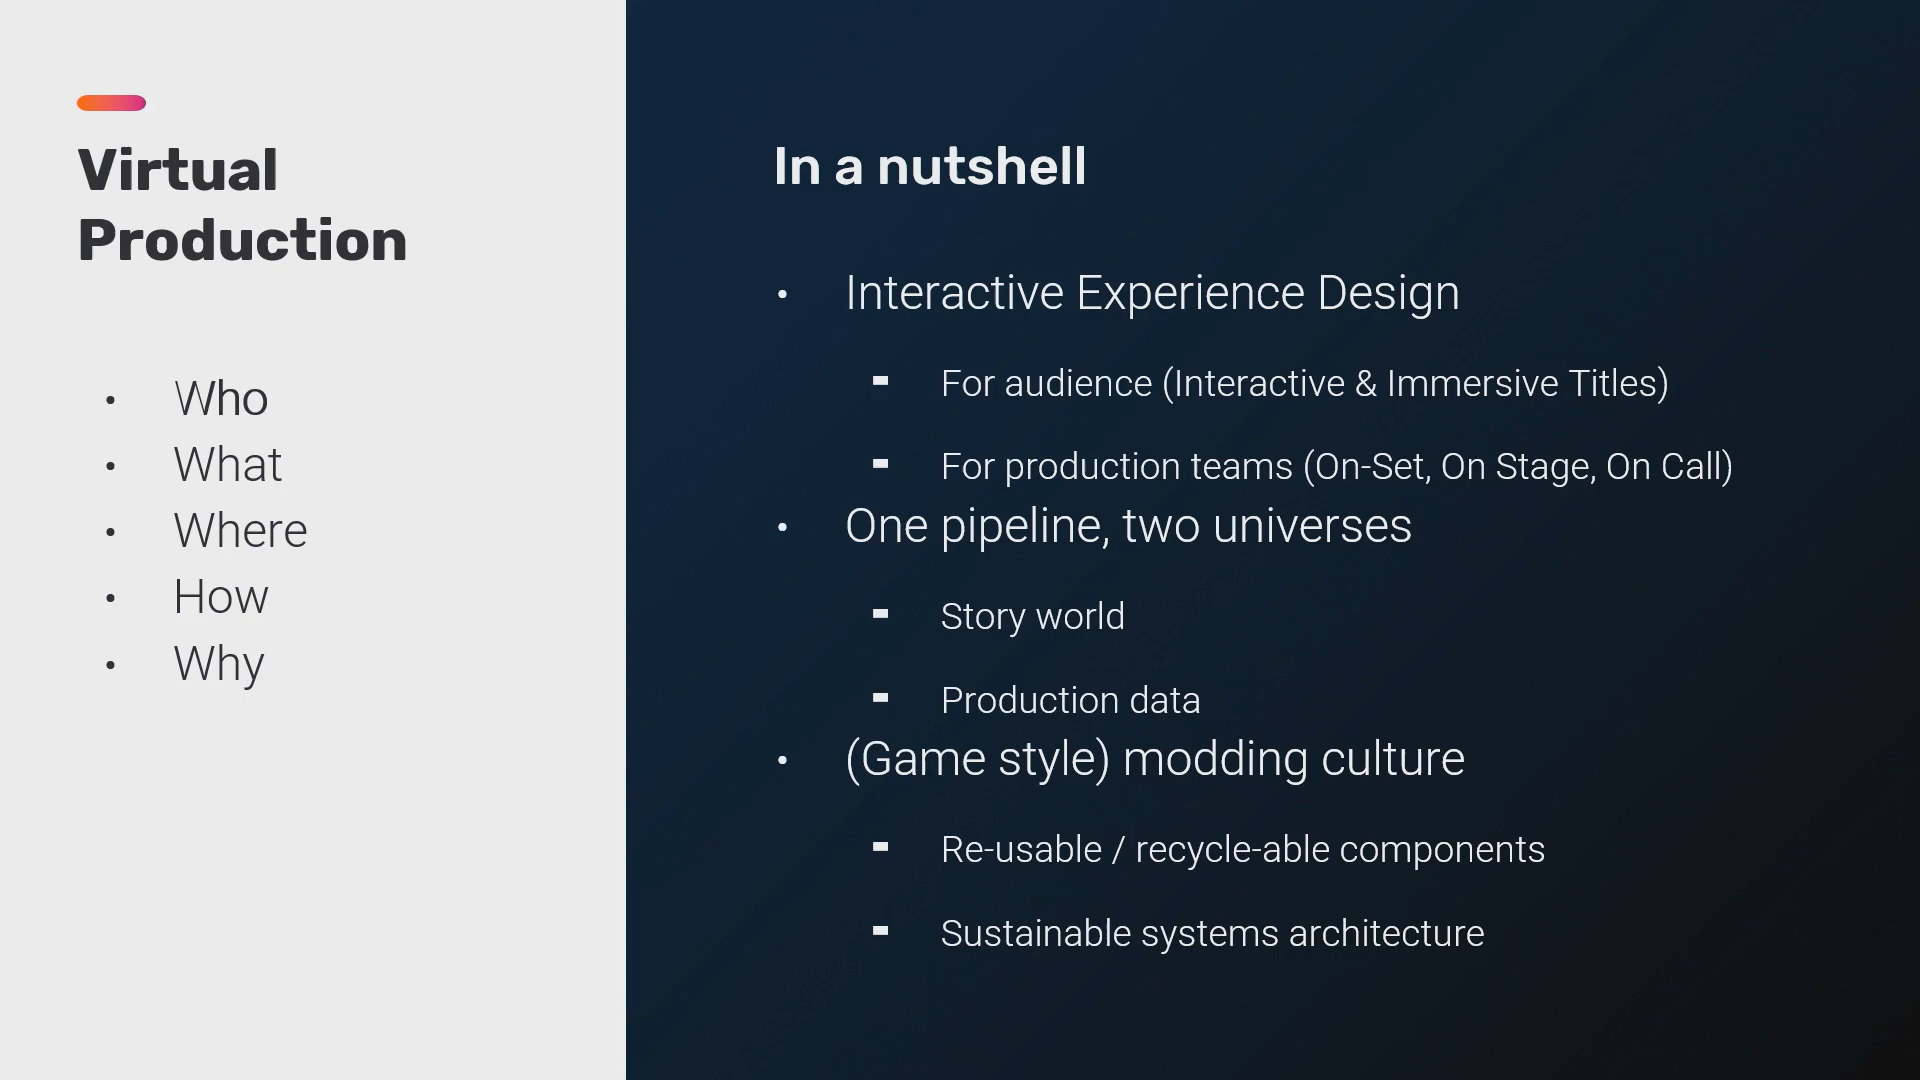 Virtual
Production
• Who
• What
• Where
• How
• Why
In a nutshell
• Interactive Experience Design
- For audience (Interactive & Immersive Titles)
- For production teams (On-Set, On Stage, On Call)
• One pipeline, two universes
- Story world
- Production data
• (Game style) modding culture
- Re-usable / recycle-able components
- Sustainable systems architecture